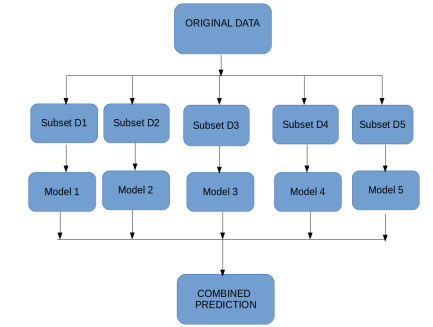 ORIGINAL DATA
Subset D1
Subset D2
Subset D3
Subset D4
Subset D5
Model 1
Model 2
Model 3
Model 4
Model 5
COMBINED
PREDICTION